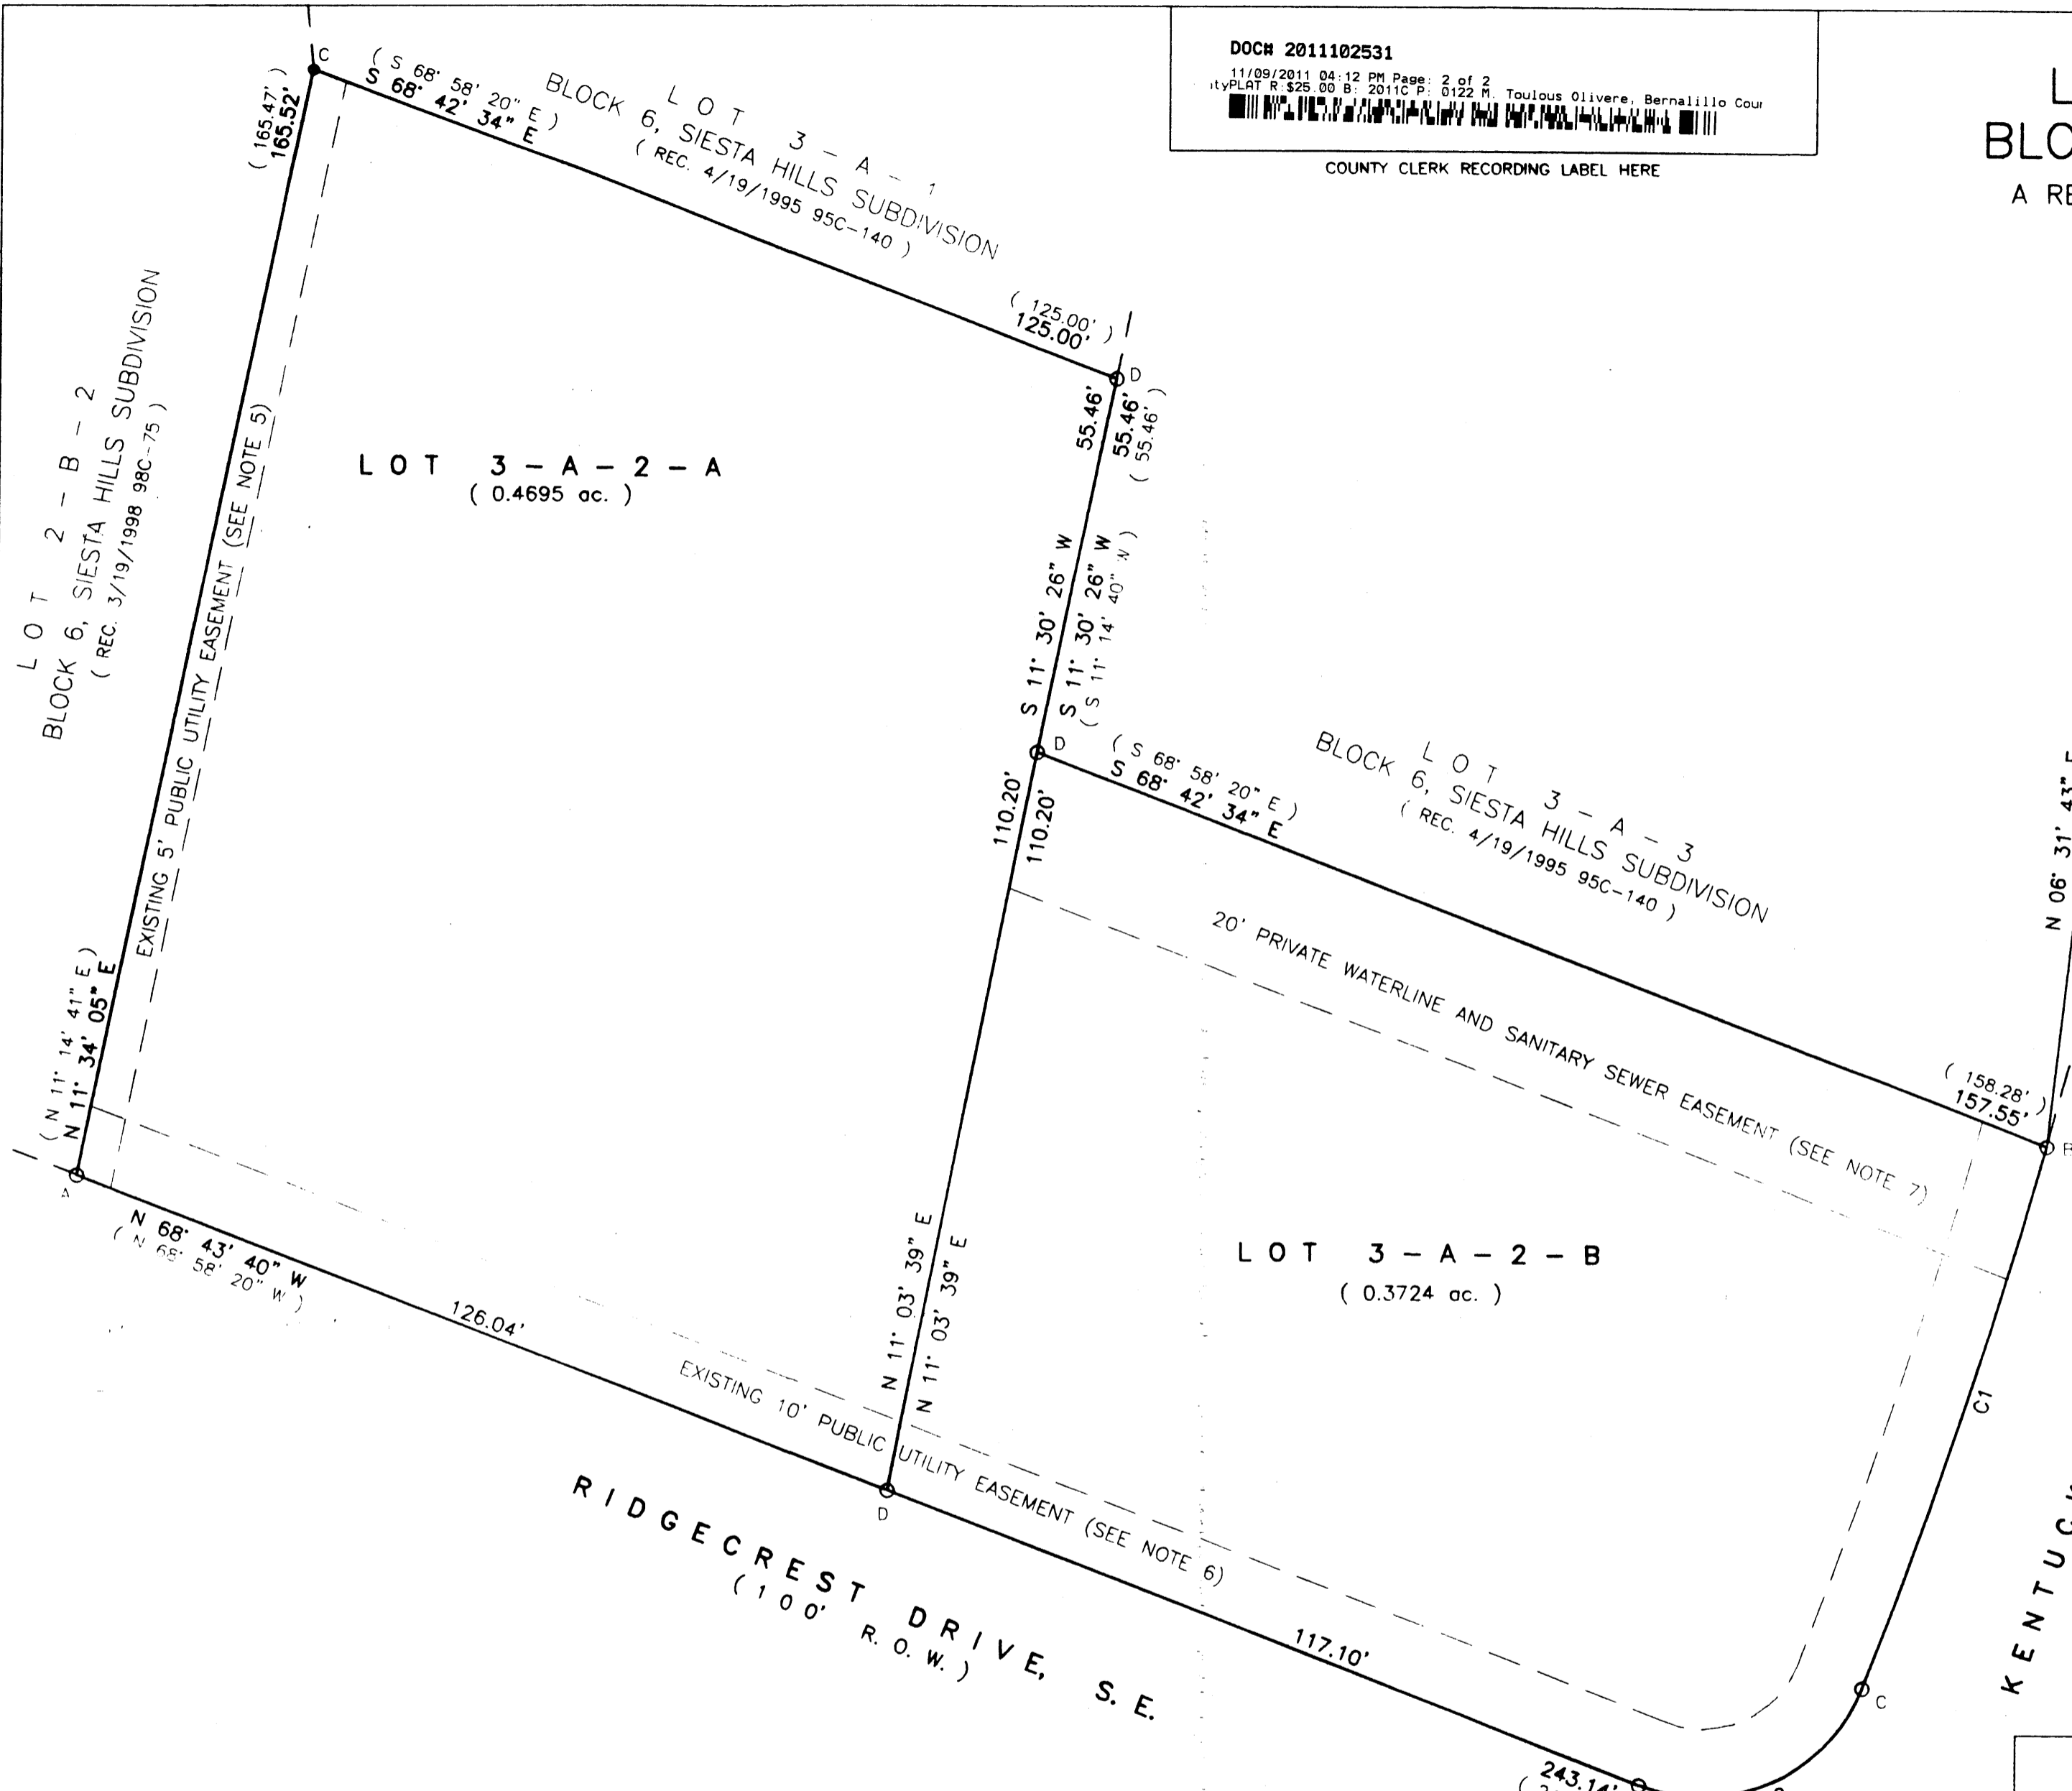 DOC# 2011102531
11/09/2011 04:12 PM Page: 2 of 2
ityPLAT R:$25.00 B: 2011C P: 0122 M. Toulous Olivere, Bernalillo Cour
COUNTY CLERK RECORDING LABEL HERE
L
BLO
A RE
C
( S 68° 58' 20" E )
S 68° 42' 34" E
LOT 3-A-1
BLOCK 6, SIESTA HILLS SUBDIVISION
( REC. 4/19/1995 95C-140 )
( 165.47' )
165.52'
( 125.00' )
125.00'
D
LOT 2-B-2
BLOCK 6, SIESTA HILLS SUBDIVISION
( REC. 3/19/1998 98C-75 )
EXISTING 5' PUBLIC UTILITY EASEMENT (SEE NOTE 5)
LOT 3-A-2-A
( 0.4695 ac. )
55.46'
55.46'
( 55.46' )
S 11° 30' 26" W
S 11° 30' 26" W
( S 11° 14' 40" W )
D
( S 68° 58' 20" E )
S 68° 42' 34" E
LOT 3-A-3
BLOCK 6, SIESTA HILLS SUBDIVISION
( REC. 4/19/1995 95C-140 )
N 06° 31' 43" E
110.20'
110.20'
20' PRIVATE WATERLINE AND SANITARY SEWER EASEMENT (SEE NOTE 7)
( 158.28' )
157.55'
( N 11° 14' 41" E )
N 11° 34' 05" E
A
N 68° 43' 40" W
( N 68° 58' 20" W )
126.04'
N 11° 03' 39" E
N 11° 03' 39" E
LOT 3-A-2-B
( 0.3724 ac. )
C1
EXISTING 10' PUBLIC UTILITY EASEMENT (SEE NOTE 6)
D
RIDGECREST DRIVE, S.E.
(100' R.O.W.)
117.10'
KENTUCK
C
243.14'